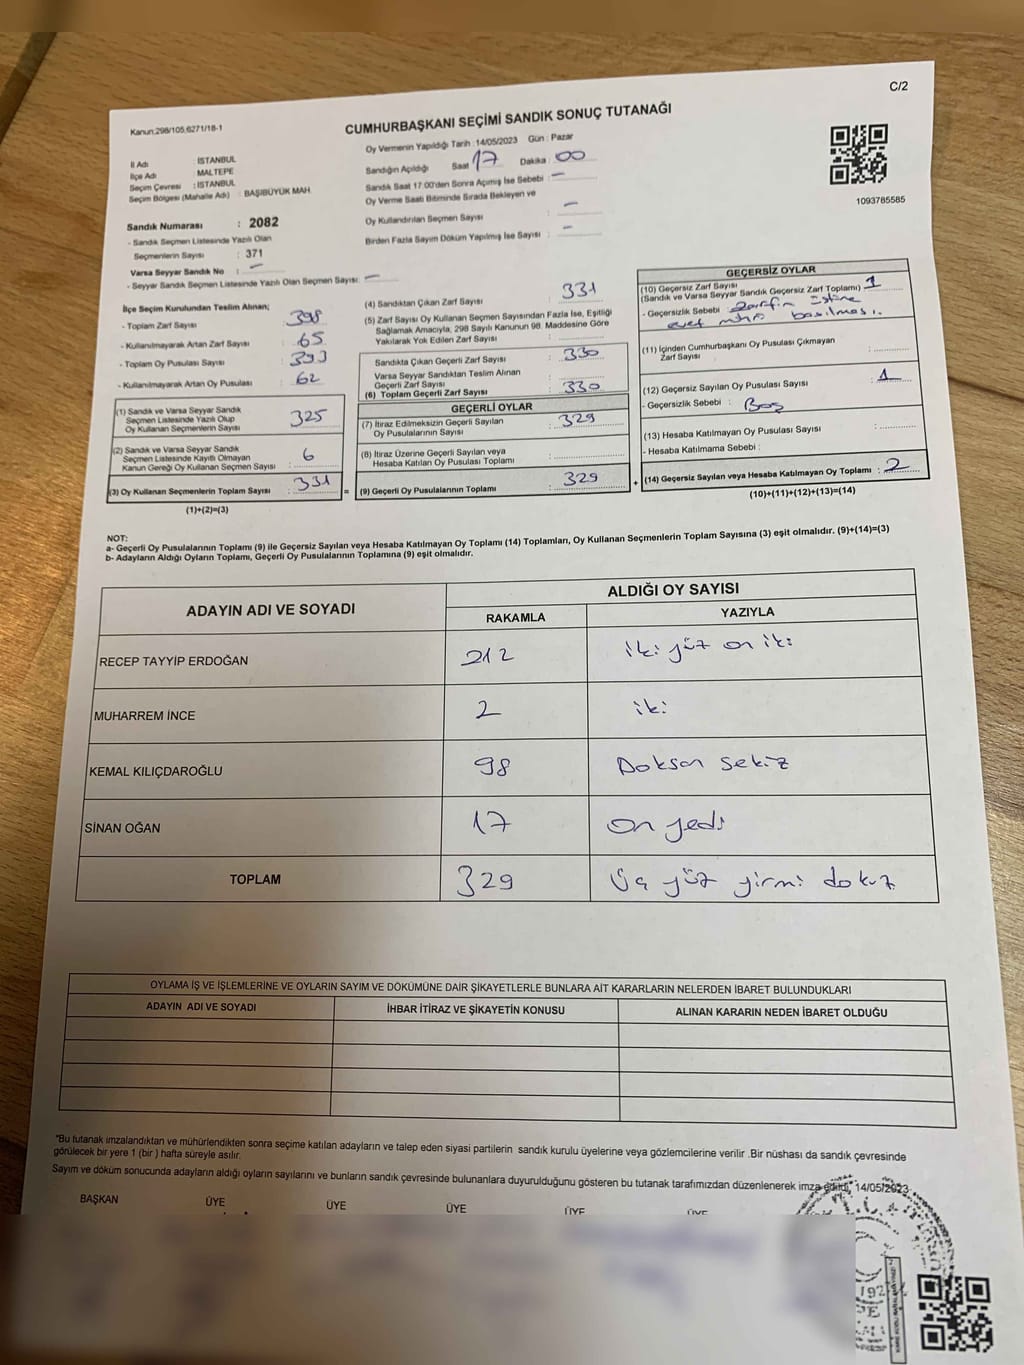 C/2
Kanun;298/105,6271/18-1
CUMHURBAŞKANI SEÇİMİ SANDIK SONUÇ TUTANAĞI
Oy Vermenin Yapıldığı Tarih : 14/05/2023 Gün : Pazar
İl Adı İSTANBUL
İlçe Adı MALTEPE
Seçim Çevresi : İSTANBUL
Seçim Bölgesi (Mahalle Adı) : BAŞIBÜYÜK MAH.
Sandığın Açıldığı Saat 17 Dakika : 00
Sandık Saat 17.00'den Sonra Açımış İse Sebebi : —
Oy Verme Saati Bitiminde Sırada Bekleyen ve
Oy Kullandırılan Seçmen Sayısı : —
Birden Fazla Sayım Döküm Yapılmış İse Sayısı : —
1093785585
Sandık Numarası : 2082
- Sandık Seçmen Listesinde Yazılı Olan
Seçmenlerin Sayısı : 371
Varsa Seyyar Sandık No : —
- Seyyar Sandık Seçmen Listesinde Yazılı Olan Seçmen Sayısı: —
İlçe Seçim Kurulundan Teslim Alınan;
- Toplam Zarf Sayısı 398
- Kullanılmayarak Artan Zarf Sayısı : 65
- Toplam Oy Pusulası Sayısı : 393
- Kullanılmayarak Artan Oy Pusulası : 62
(1) Sandık ve Varsa Seyyar Sandık
Seçmen Listesinde Yazılı Olup
Oy Kullanan Seçmenlerin Sayısı : 325
(2) Sandık ve Varsa Seyyar Sandık
Seçmen Listesinde Kayıtlı Olmayan
Kanun Gereği Oy Kullanan Seçmen Sayısı : 6
(3) Oy Kullanan Seçmenlerin Toplam Sayısı : 331
(1)+(2)=(3)
(4) Sandıktan Çıkan Zarf Sayısı : 331
(5) Zarf Sayısı Oy Kullanan Seçmen Sayısından Fazla İse, Eşitliği
Sağlamak Amacıyla, 298 Sayılı Kanunun 98. Maddesine Göre
Yakılarak Yok Edilen Zarf Sayısı :
Sandıkta Çıkan Geçerli Zarf Sayısı : 330
Varsa Seyyar Sandıktan Teslim Alınan
Geçerli Zarf Sayısı :
(6) Toplam Geçerli Zarf Sayısı : 330
GEÇERLİ OYLAR
(7) İtiraz Edilmeksizin Geçerli Sayılan
Oy Pusulalarının Sayısı : 329
(8) İtiraz Üzerine Geçerli Sayılan veya
Hesaba Katılan Oy Pusulası Toplamı :
= (9) Geçerli Oy Pusulalarının Toplamı : 329
GEÇERSİZ OYLAR
(10) Geçersiz Zarf Sayısı
(Sandık ve Varsa Seyyar Sandık Geçersiz Zarf Toplamı) : 1
- Geçersizlik Sebebi : zarfın üstüne
evet mührü basılması.
(11) İçinden Cumhurbaşkanı Oy Pusulası Çıkmayan
Zarf Sayısı :
(12) Geçersiz Sayılan Oy Pusulası Sayısı : 1
- Geçersizlik Sebebi : Boş
(13) Hesaba Katılmayan Oy Pusulası Sayısı :
- Hesaba Katılmama Sebebi :
+ (14) Geçersiz Sayılan veya Hesaba Katılmayan Oy Toplamı : 2
(10)+(11)+(12)+(13)=(14)
NOT:
a- Geçerli Oy Pusulalarının Toplamı (9) ile Geçersiz Sayılan veya Hesaba Katılmayan Oy Toplamı (14) Toplamları, Oy Kullanan Seçmenlerin Toplam Sayısına (3) eşit olmalıdır. (9)+(14)=(3)
b- Adayların Aldığı Oyların Toplamı, Geçerli Oy Pusulalarının Toplamına (9) eşit olmalıdır.
ADAYIN ADI VE SOYADI ALDIĞI OY SAYISI
RAKAMLA YAZIYLA
RECEP TAYYİP ERDOĞAN 212 iki yüz on iki
MUHARREM İNCE 2 iki
KEMAL KILIÇDAROĞLU 98 Doksan sekiz
SİNAN OĞAN 17 on yedi
TOPLAM 329 Üç yüz yirmi dokuz
OYLAMA İŞ VE İŞLEMLERİNE VE OYLARIN SAYIM VE DÖKÜMÜNE DAİR ŞİKAYETLERLE BUNLARA AİT KARARLARIN NELERDEN İBARET BULUNDUKLARI
ADAYIN ADI VE SOYADI İHBAR İTİRAZ VE ŞİKAYETİN KONUSU ALINAN KARARIN NEDEN İBARET OLDUĞU
*Bu tutanak imzalandıktan ve mühürlendikten sonra seçime katılan adayların ve talep eden siyasi partilerin sandık kurulu üyelerine veya gözlemcilerine verilir .Bir nüshası da sandık çevresinde
görülecek bir yere 1 (bir ) hafta süreyle asılır.
Sayım ve döküm sonucunda adayların aldığı oyların sayılarını ve bunların sandık çevresinde bulunanlara duyurulduğunu gösteren bu tutanak tarafımızdan düzenlenerek imza edildi, 14/05/2023
BAŞKAN ÜYE ÜYE ÜYE ÜYE ÜYE